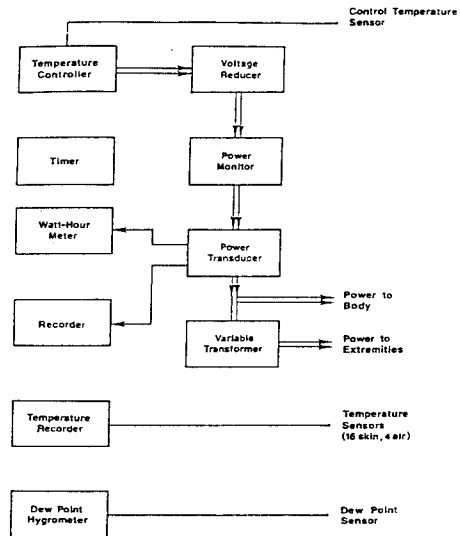 Control Temperature
Sensor
Temperature
Controller
Voltage
Reducer
Timer
Power
Monitor
Watt-Hour
Meter
Power
Transducer
Power to
Body
Recorder
Variable
Transformer
Power to
Extremities
Temperature
Recorder
Temperature
Sensors
(16 skin, 4 air)
Dew Point
Hygrometer
Dew Point
Sensor